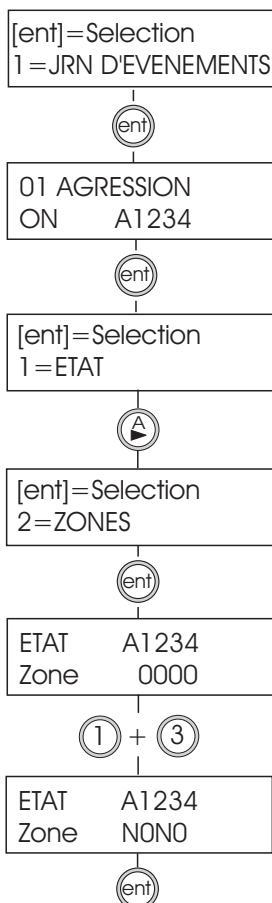 [ent]=Selection
1=JRN D'EVENEMENTS
ent
01 AGRESSION
ON A1234
ent
[ent]=Selection
1=ETAT
A
[ent]=Selection
2=ZONES
ent
ETAT A1234
Zone 0000
1 + 3
ETAT A1234
Zone N0N0
ent